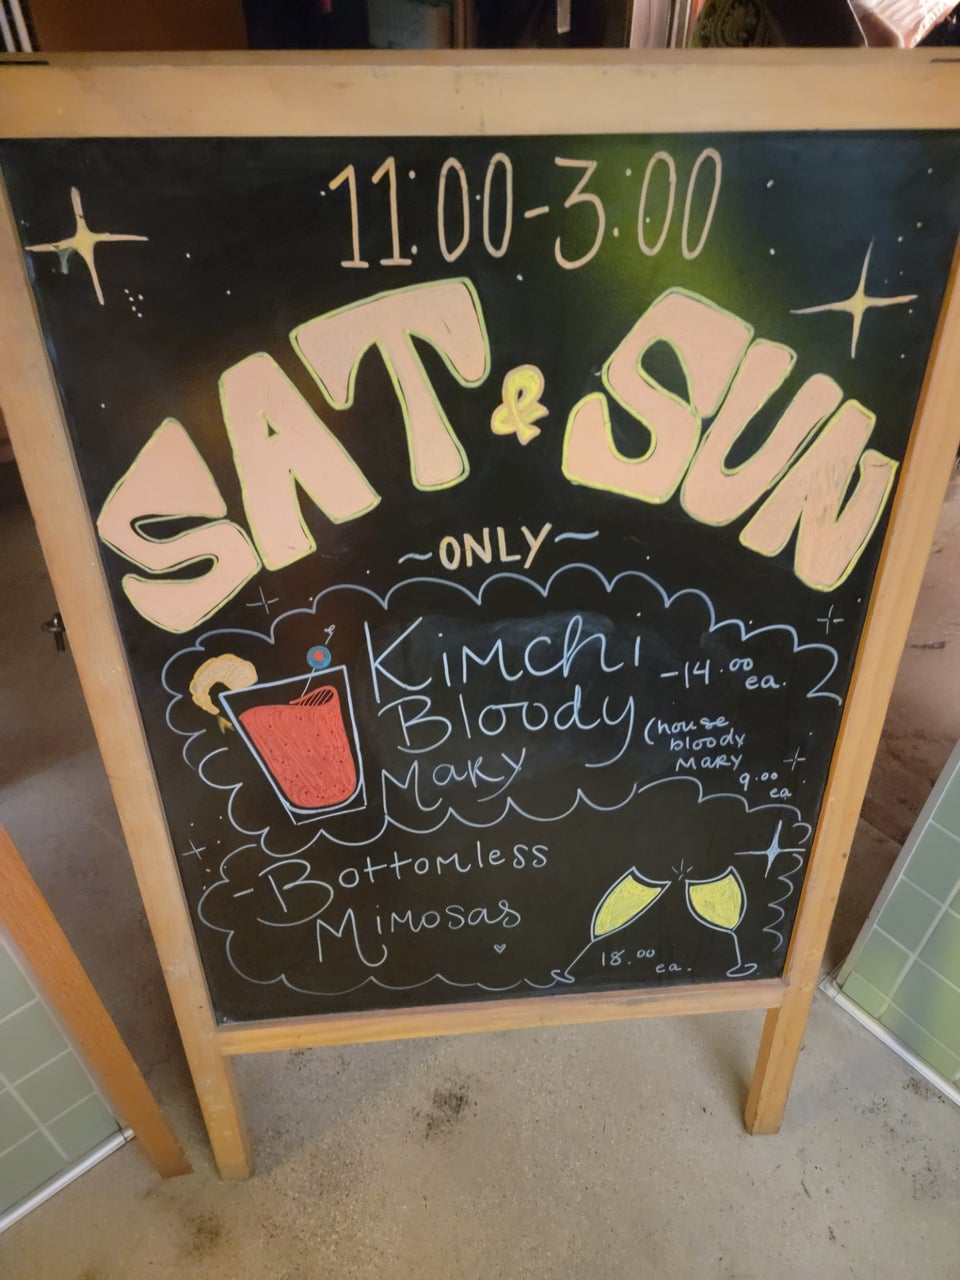 11:00-3:00
SAT & SUN
~ONLY~
Kimchi
Bloody
Mary
-14.00
ea.
(house
bloody
MARY
9.00
ea
-Bottomless
Mimosas
18.00
ea.